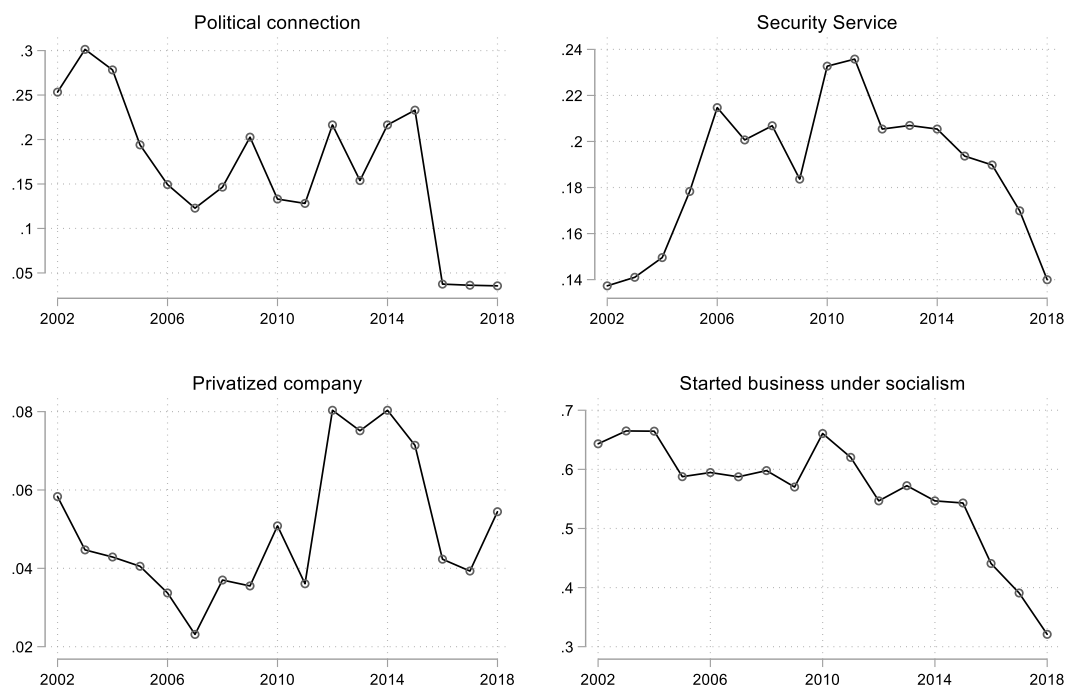 Political connection
.3
.25
.2
.15
.1
.05
2002 2006 2010 2014 2018
Security Service
.24
.22
.2
.18
.16
.14
2002 2006 2010 2014 2018
Privatized company
.08
.06
.04
.02
2002 2006 2010 2014 2018
Started business under socialism
.7
.6
.5
.4
.3
2002 2006 2010 2014 2018